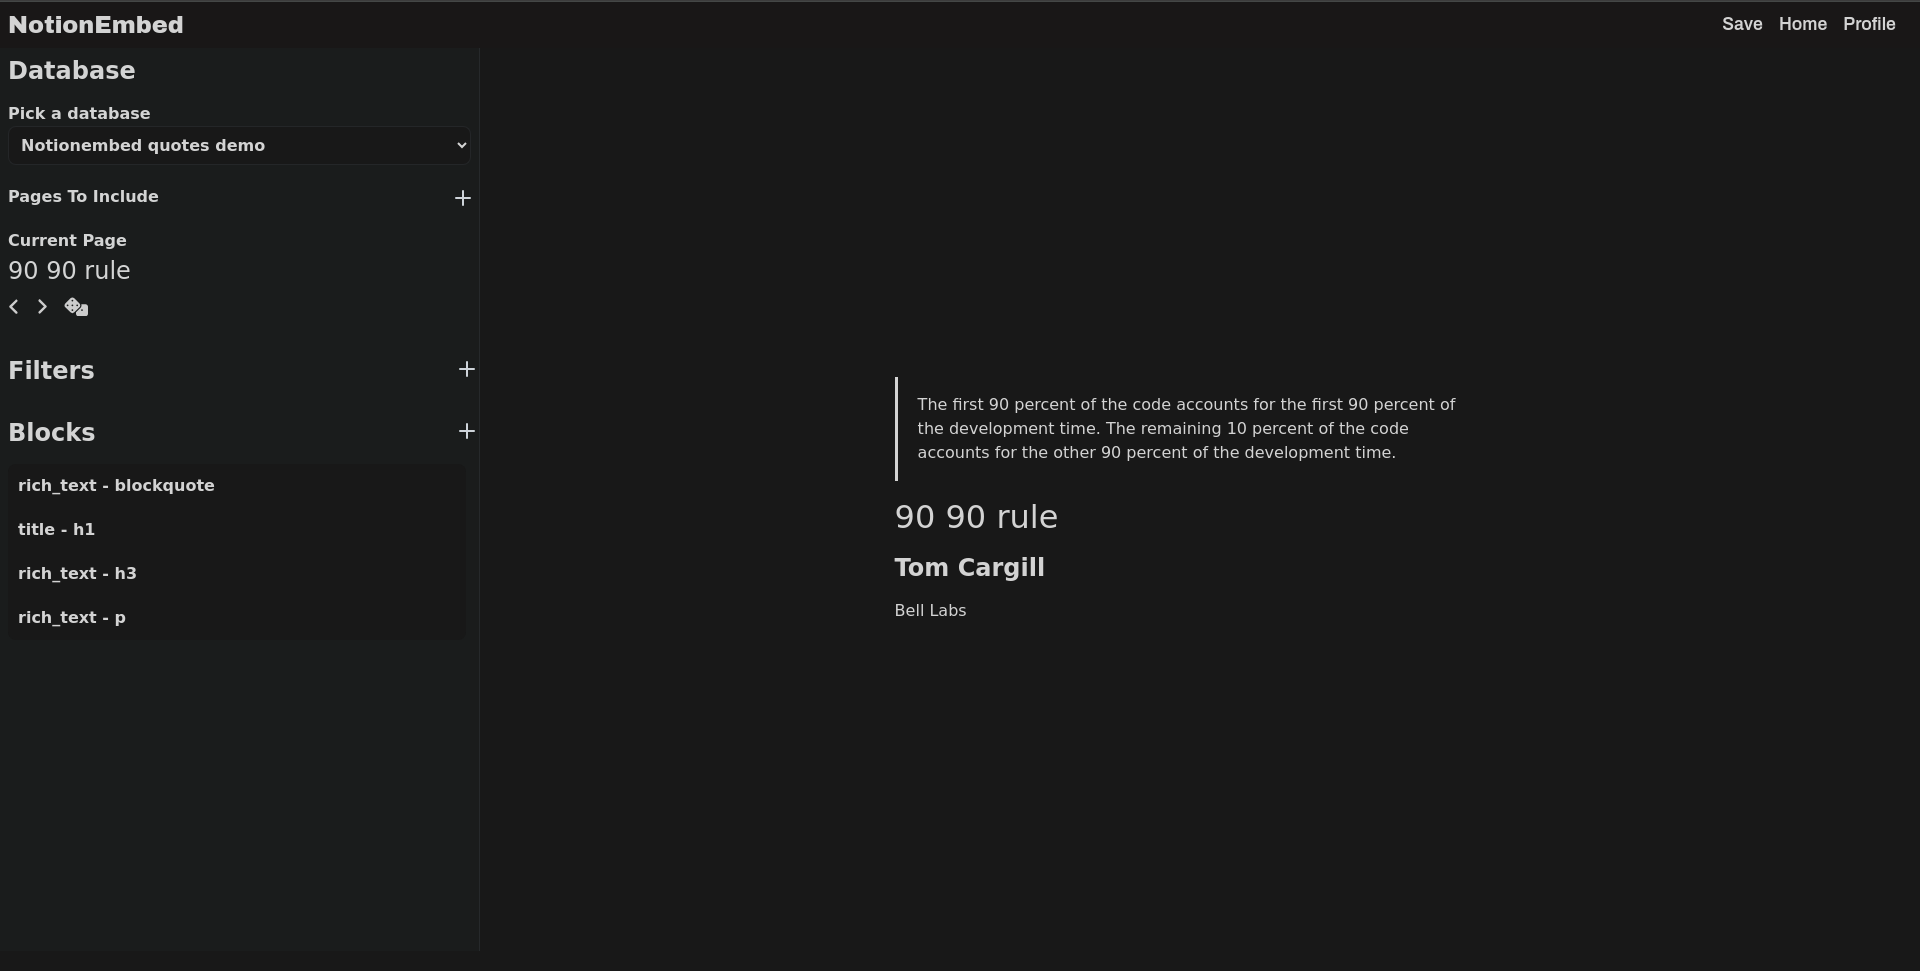 NotionEmbed
Save Home Profile
Database
Pick a database
Notionembed quotes demo
Pages To Include
Current Page
90 90 rule
Filters
Blocks
rich_text - blockquote
title - h1
rich_text - h3
rich_text - p
The first 90 percent of the code accounts for the first 90 percent of
the development time. The remaining 10 percent of the code
accounts for the other 90 percent of the development time.
90 90 rule
Tom Cargill
Bell Labs